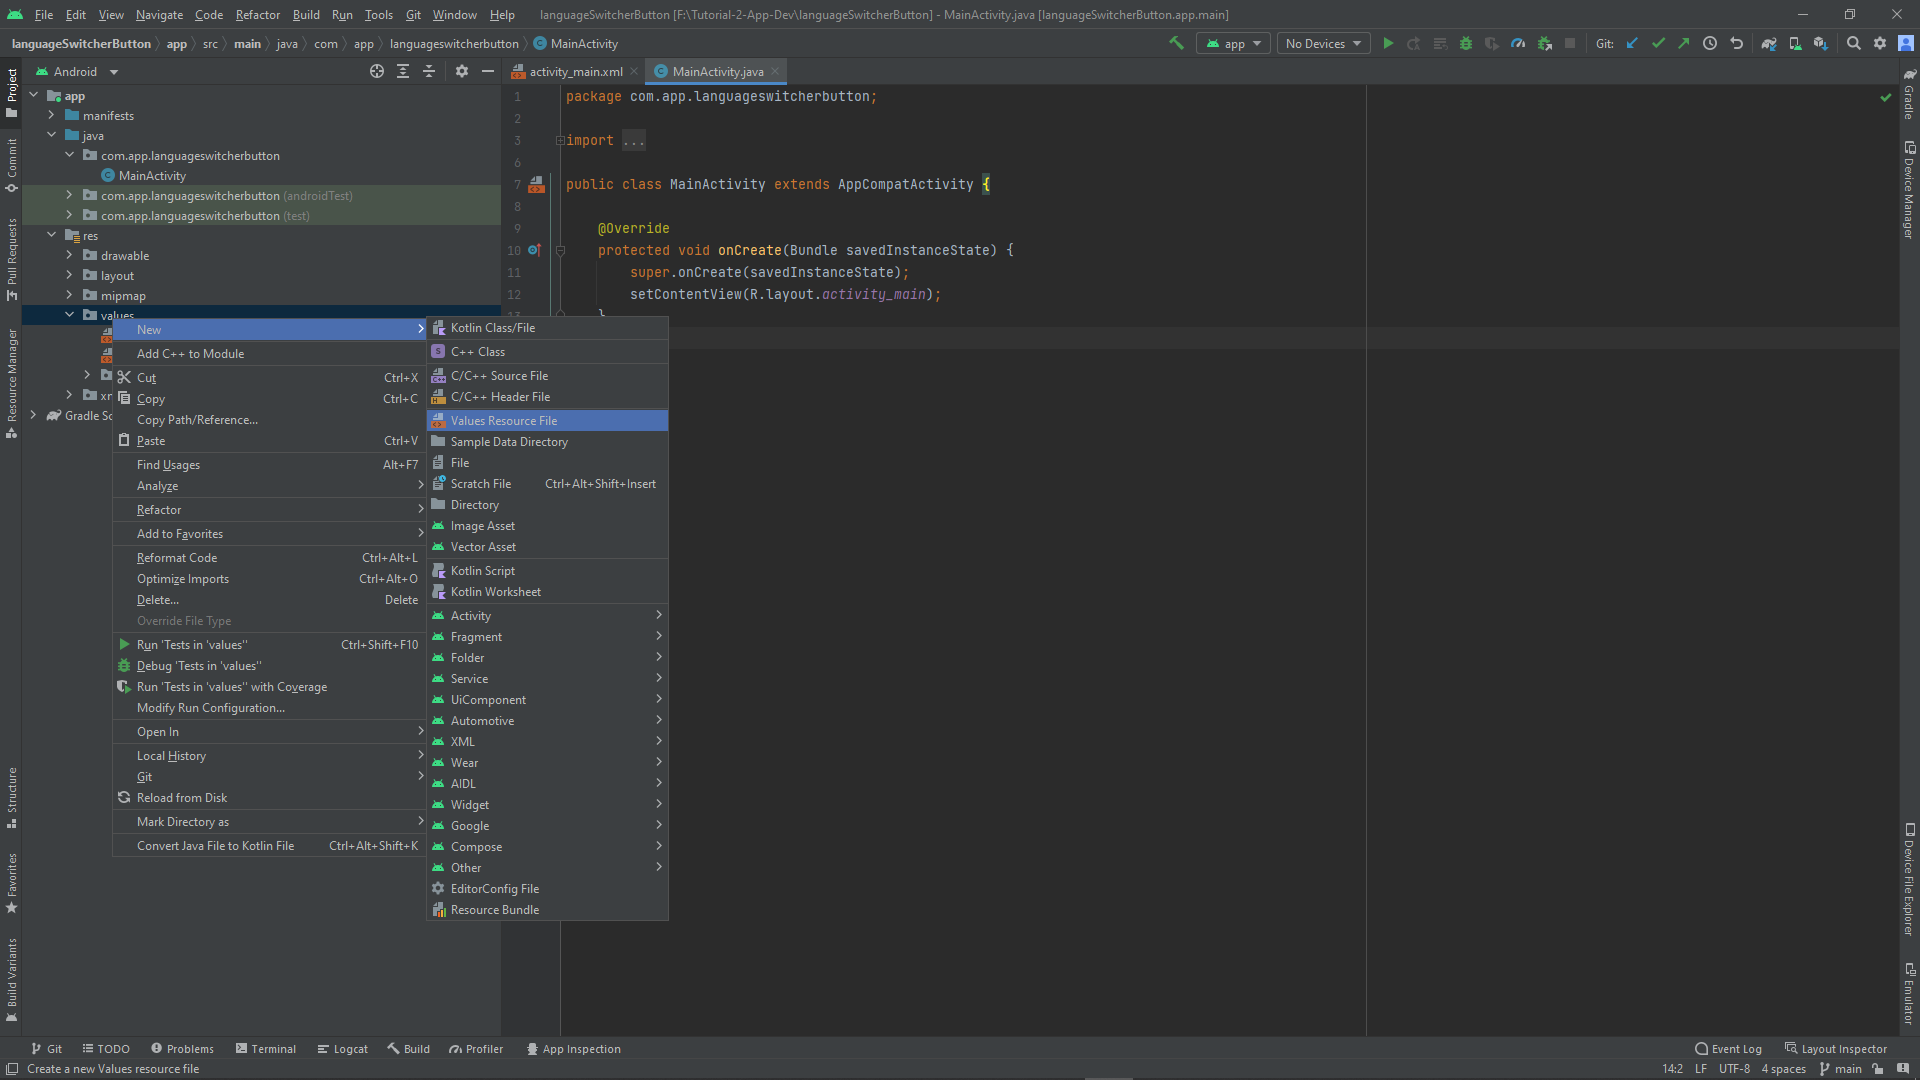 File Edit View Navigate Code Refactor Build Run Tools Git Window Help languageSwitcherButton [F:\Tutorial-2-App-Dev\languageSwitcherButton] - MainActivity.java [languageSwitcherButton.app.main]
languageSwitcherButton app src main java com app languageswitcherbutton MainActivity
app No Devices Git:
Android
activity_main.xml MainActivity.java
Project
Commit
Pull Requests
Resource Manager
Structure
Favorites
Build Variants
app
manifests
java
com.app.languageswitcherbutton
MainActivity
com.app.languageswitcherbutton (androidTest)
com.app.languageswitcherbutton (test)
res
drawable
layout
mipmap
values
Gradle Sc
1 package com.app.languageswitcherbutton;
2
3 import ...
6
7 public class MainActivity extends AppCompatActivity {
8
9 @Override
10 protected void onCreate(Bundle savedInstanceState) {
11 super.onCreate(savedInstanceState);
12 setContentView(R.layout.activity_main);
13 }
New
Add C++ to Module
Cut Ctrl+X
Copy Ctrl+C
Copy Path/Reference...
Paste Ctrl+V
Find Usages Alt+F7
Analyze
Refactor
Add to Favorites
Reformat Code Ctrl+Alt+L
Optimize Imports Ctrl+Alt+O
Delete... Delete
Override File Type
Run 'Tests in 'values'' Ctrl+Shift+F10
Debug 'Tests in 'values''
Run 'Tests in 'values'' with Coverage
Modify Run Configuration...
Open In
Local History
Git
Reload from Disk
Mark Directory as
Convert Java File to Kotlin File Ctrl+Alt+Shift+K
Kotlin Class/File
C++ Class
C/C++ Source File
C/C++ Header File
Values Resource File
Sample Data Directory
File
Scratch File Ctrl+Alt+Shift+Insert
Directory
Image Asset
Vector Asset
Kotlin Script
Kotlin Worksheet
Activity
Fragment
Folder
Service
UiComponent
Automotive
XML
Wear
AIDL
Widget
Google
Compose
Other
EditorConfig File
Resource Bundle
Gradle
Device Manager
Device File Explorer
Emulator
Git TODO Problems Terminal Logcat Build Profiler App Inspection Event Log Layout Inspector
Create a new Values resource file 14:2 LF UTF-8 4 spaces main